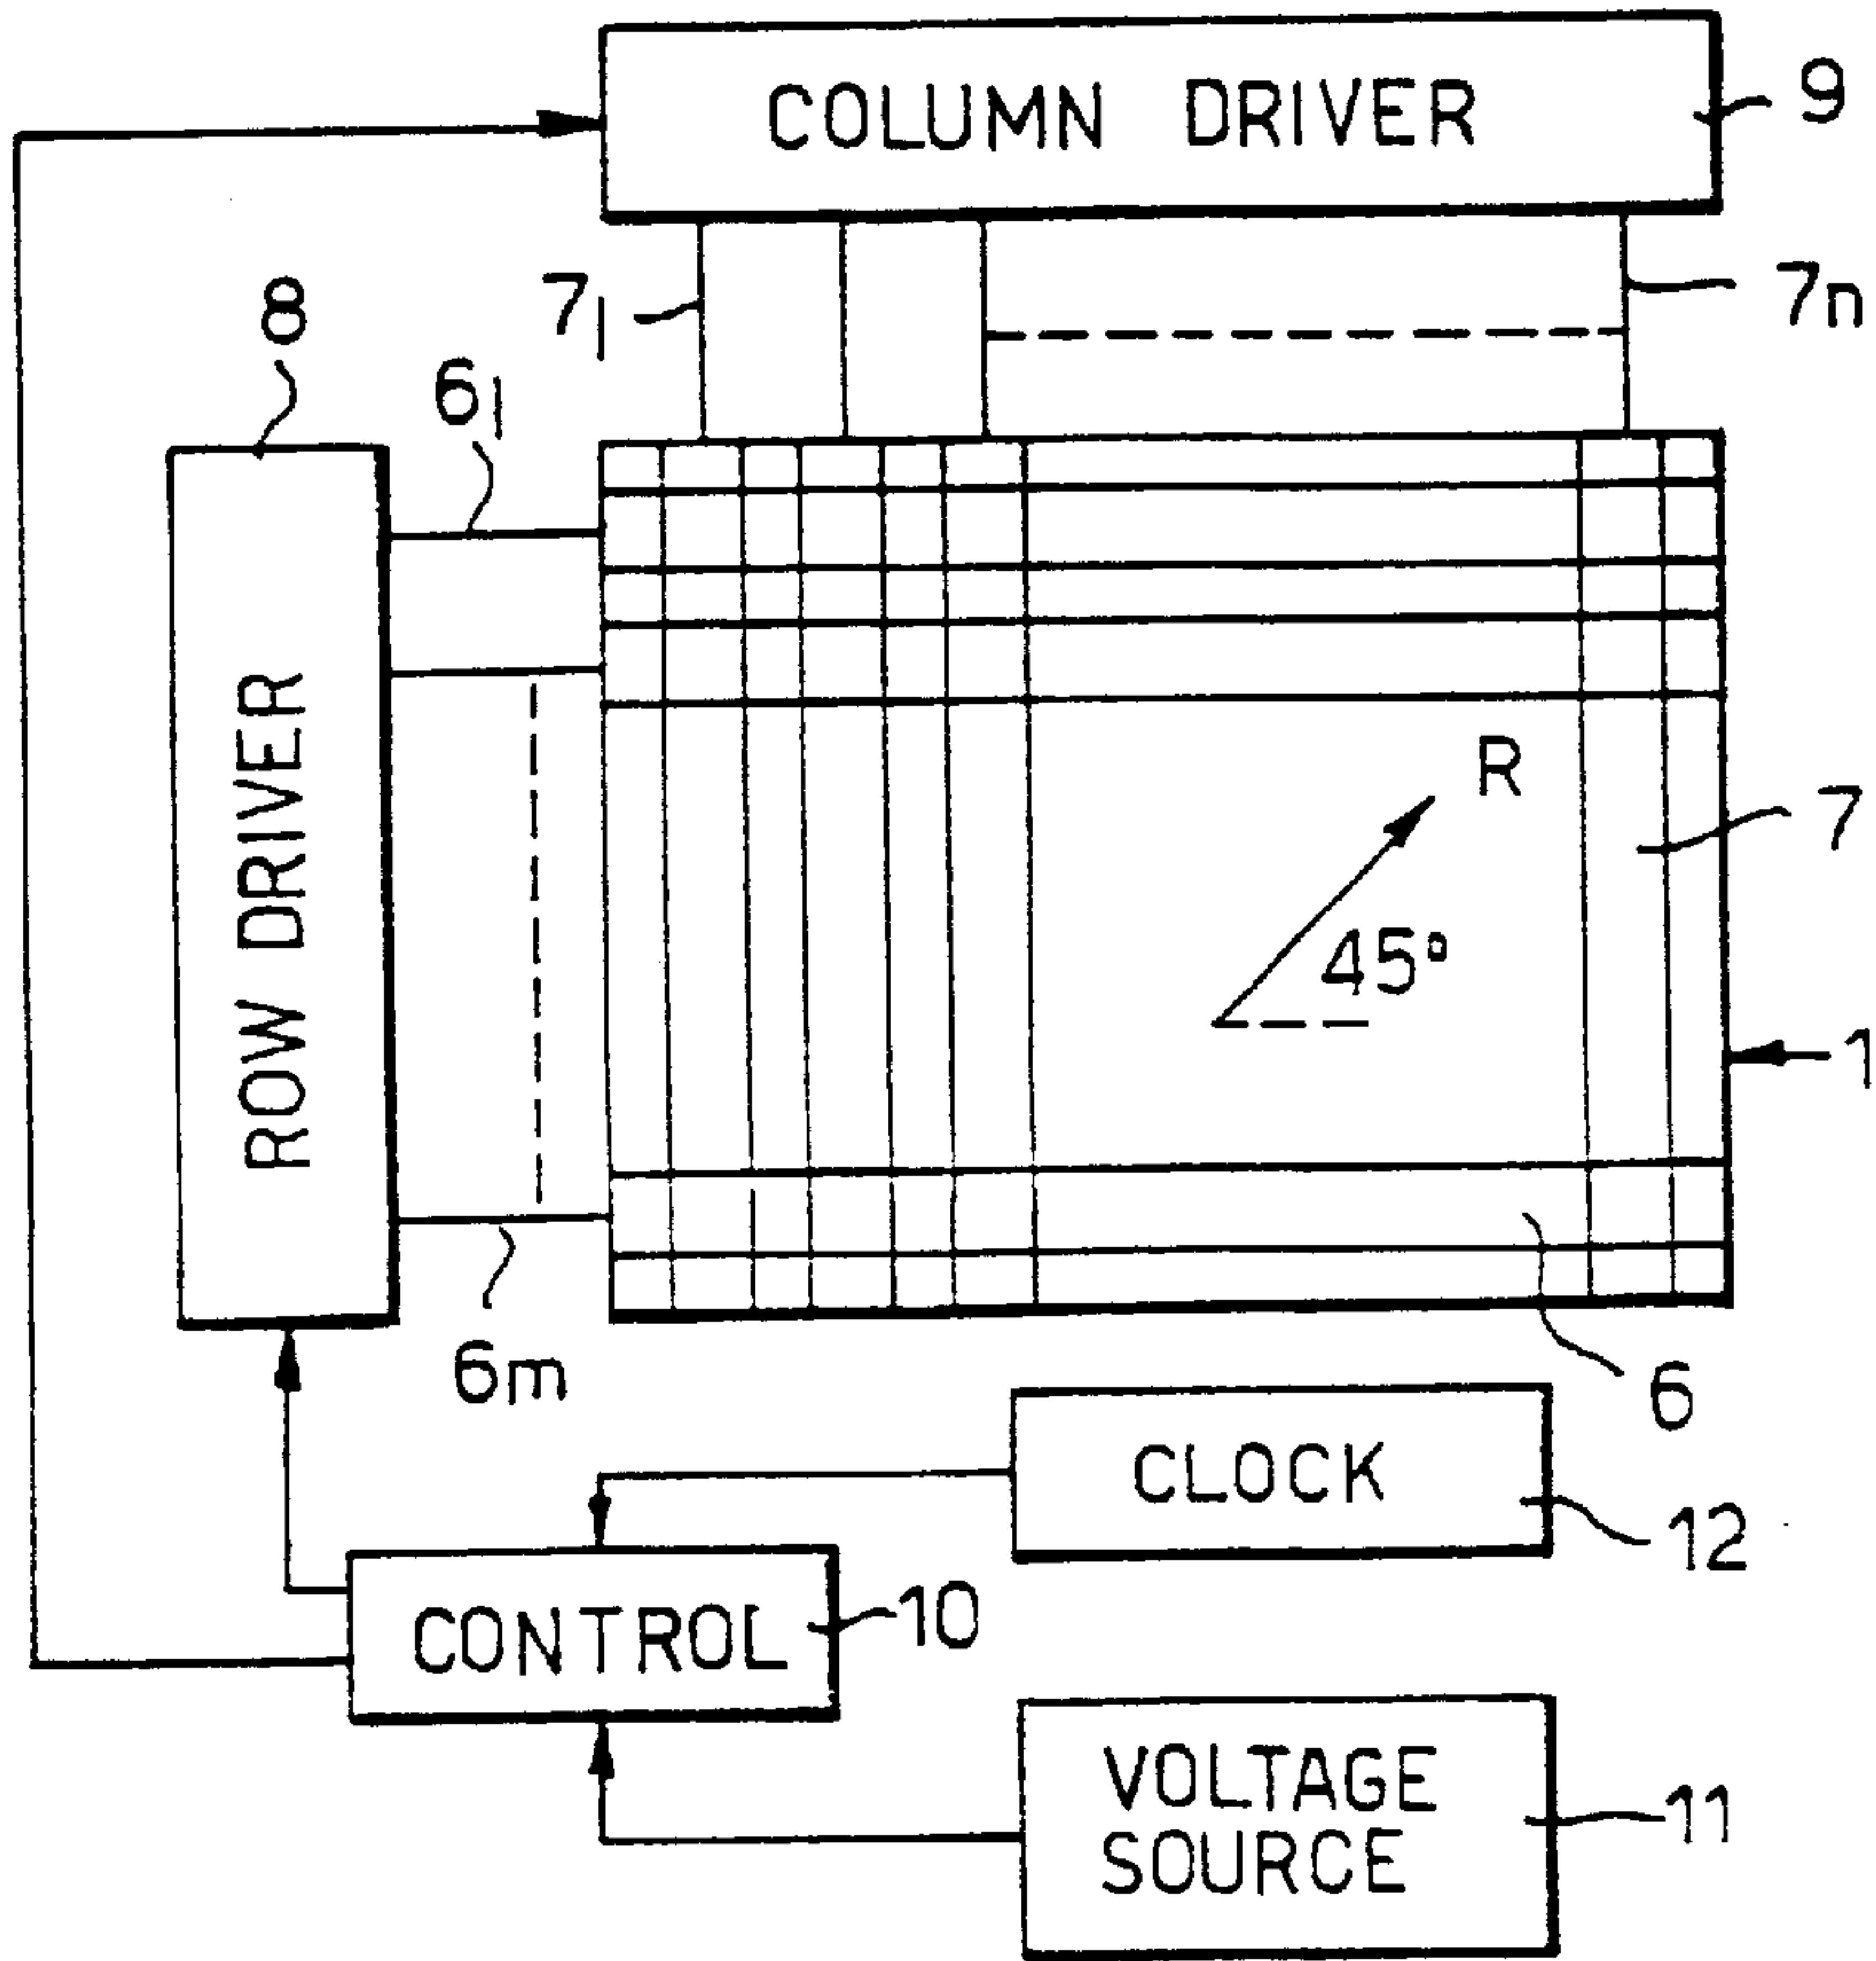 COLUMN DRIVER
9
7₁
7n
8
6₁
ROW DRIVER
R
7
45°
1
6m
6
CLOCK
12
CONTROL
10
VOLTAGE
SOURCE
11